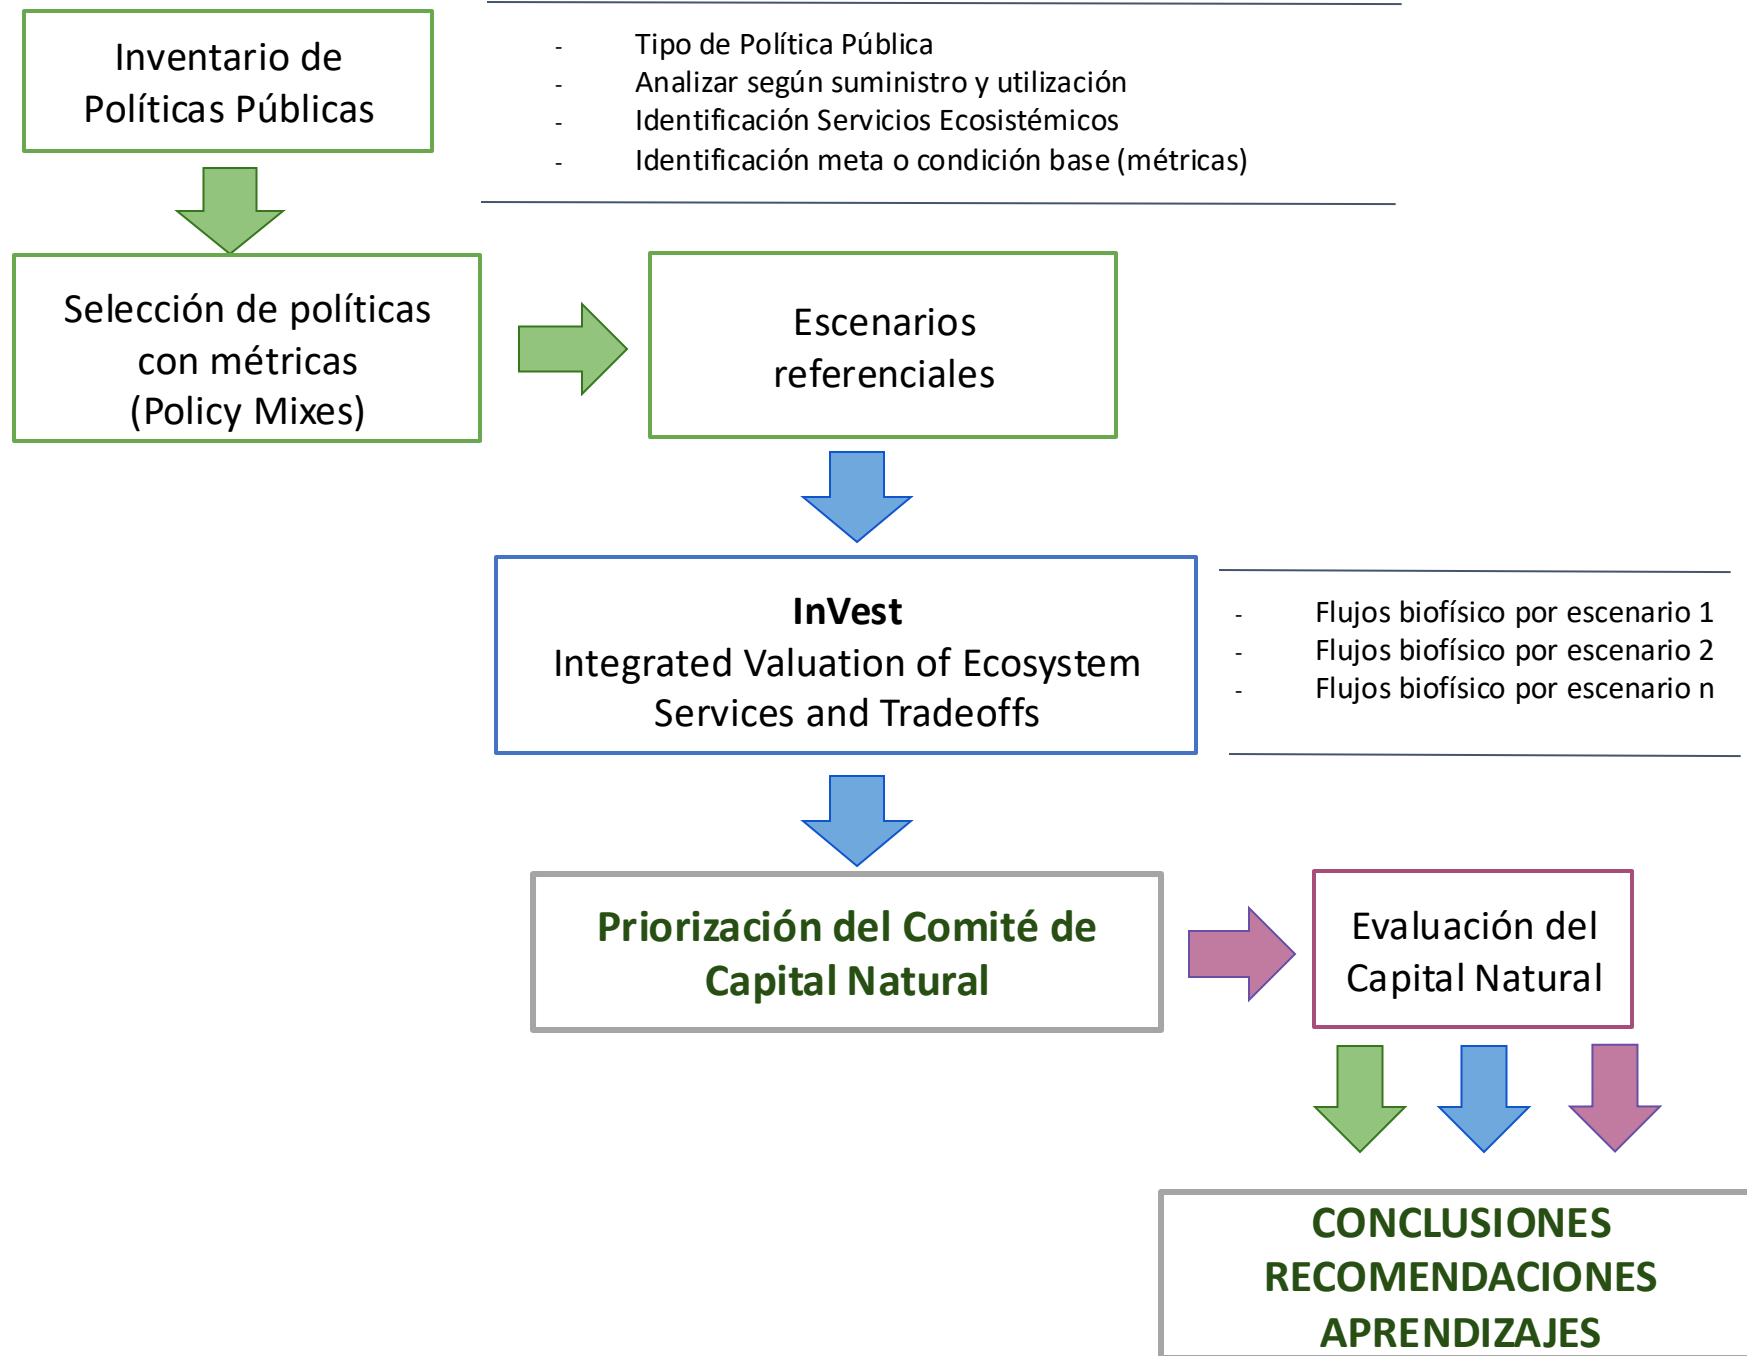 Inventario de
Políticas Públicas
- Tipo de Política Pública
- Analizar según suministro y utilización
- Identificación Servicios Ecosistémicos
- Identificación meta o condición base (métricas)
Selección de políticas
con métricas
(Policy Mixes)
Escenarios
referenciales
InVest
Integrated Valuation of Ecosystem
Services and Tradeoffs
- Flujos biofísico por escenario 1
- Flujos biofísico por escenario 2
- Flujos biofísico por escenario n
Priorización del Comité de
Capital Natural
Evaluación del
Capital Natural
CONCLUSIONES
RECOMENDACIONES
APRENDIZAJES